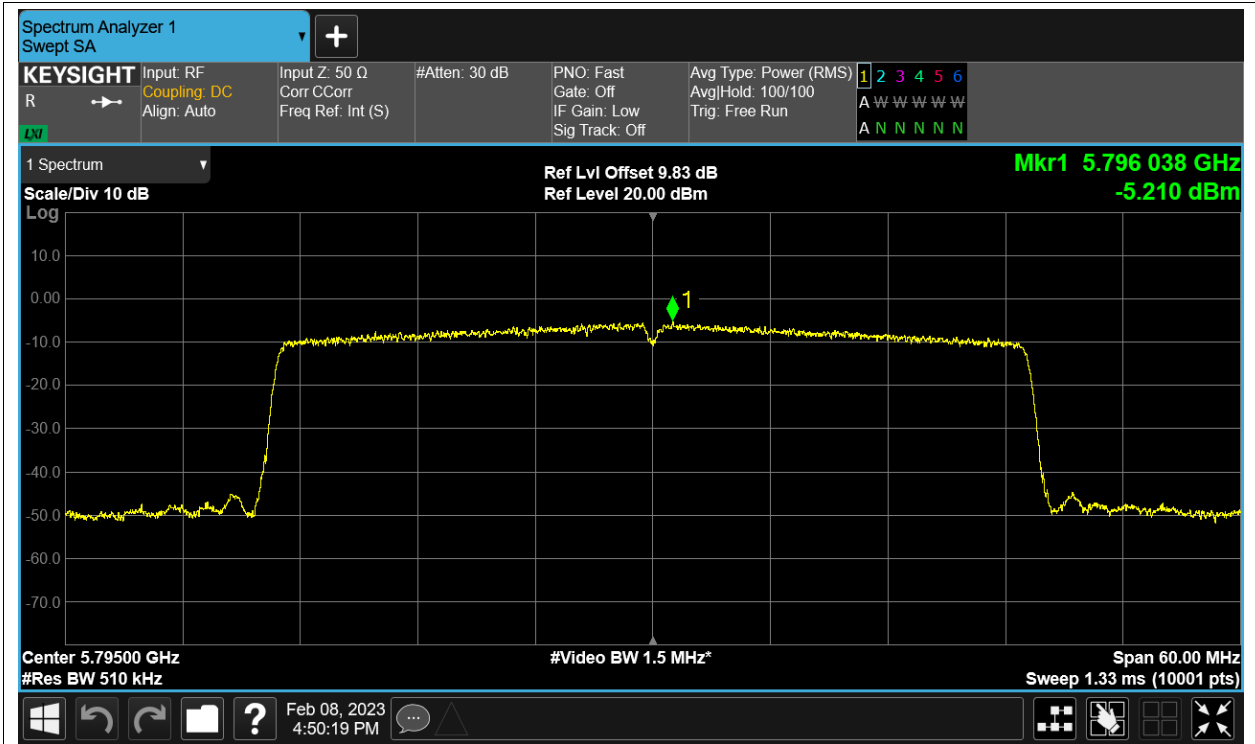 Spectrum Analyzer 1
Swept SA
KEYSIGHT
R
LXI
Input: RF
Coupling: DC
Align: Auto
Input Z: 50 Ω
Corr CCorr
Freq Ref: Int (S)
#Atten: 30 dB
PNO: Fast
Gate: Off
IF Gain: Low
Sig Track: Off
Avg Type: Power (RMS)
Avg|Hold: 100/100
Trig: Free Run
1 2 3 4 5 6
A W W W W W
A N N N N N
1 Spectrum
Scale/Div 10 dB
Log
Ref Lvl Offset 9.83 dB
Ref Level 20.00 dBm
Mkr1 5.796 038 GHz
-5.210 dBm
10.0
0.00
-10.0
-20.0
-30.0
-40.0
-50.0
-60.0
-70.0
1
Center 5.79500 GHz
#Res BW 510 kHz
#Video BW 1.5 MHz*
Span 60.00 MHz
Sweep 1.33 ms (10001 pts)
?
Feb 08, 2023
4:50:19 PM